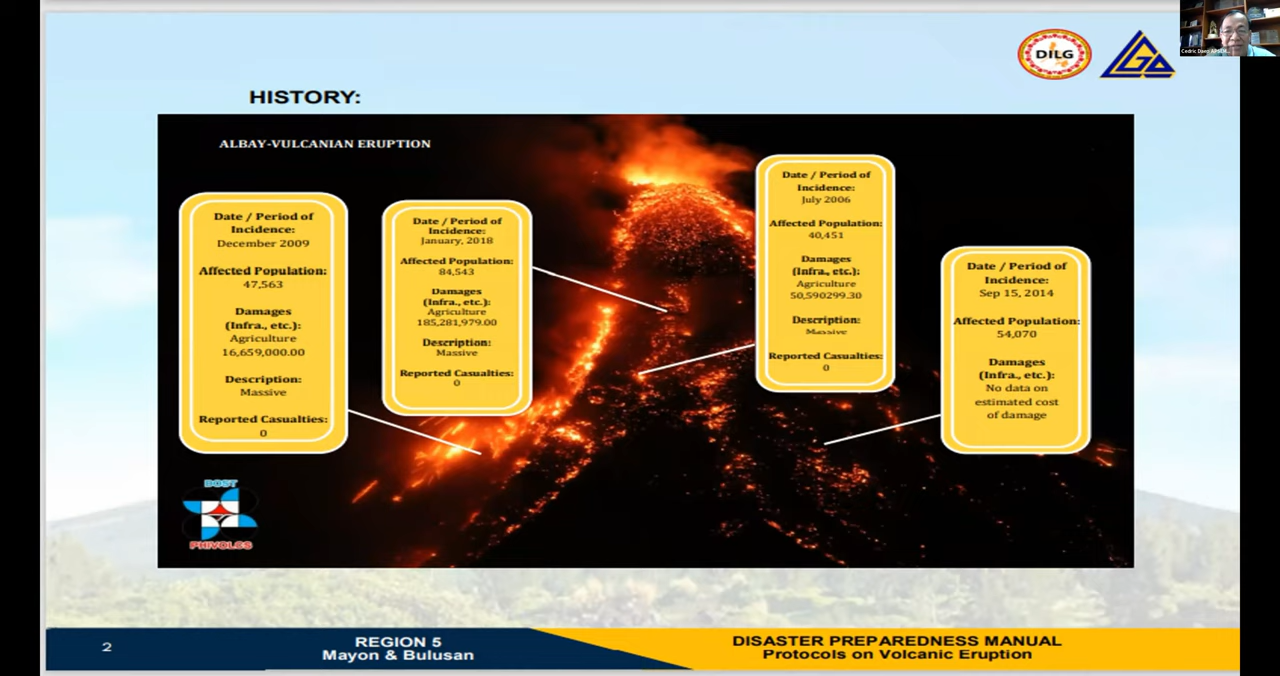 DILG
LGA
HISTORY:
ALBAY-VULCANIAN ERUPTION
Date / Period of
Incidence:
December 2009
Affected Population:
47,563
Damages
(Infra., etc.):
Agriculture
16,659,000.00
Description:
Massive
Reported Casualties:
0
Date / Period of
Incidence:
January, 2018
Affected Population:
84,543
Damages
(Infra., etc.):
Agriculture
185,281,979.00
Description:
Massive
Reported Casualties:
0
Date / Period of
Incidence:
July 2006
Affected Population:
40,451
Damages
(Infra., etc.):
Agriculture
50,590299.30
Description:
Massive
Reported Casualties:
0
Date / Period of
Incidence:
Sep 15, 2014
Affected Population:
54,070
Damages
(Infra., etc.):
No data on
estimated cost
of damage
DOST
PHIVOLCS
2
REGION 5
Mayon & Bulusan
DISASTER PREPAREDNESS MANUAL
Protocols on Volcanic Eruption